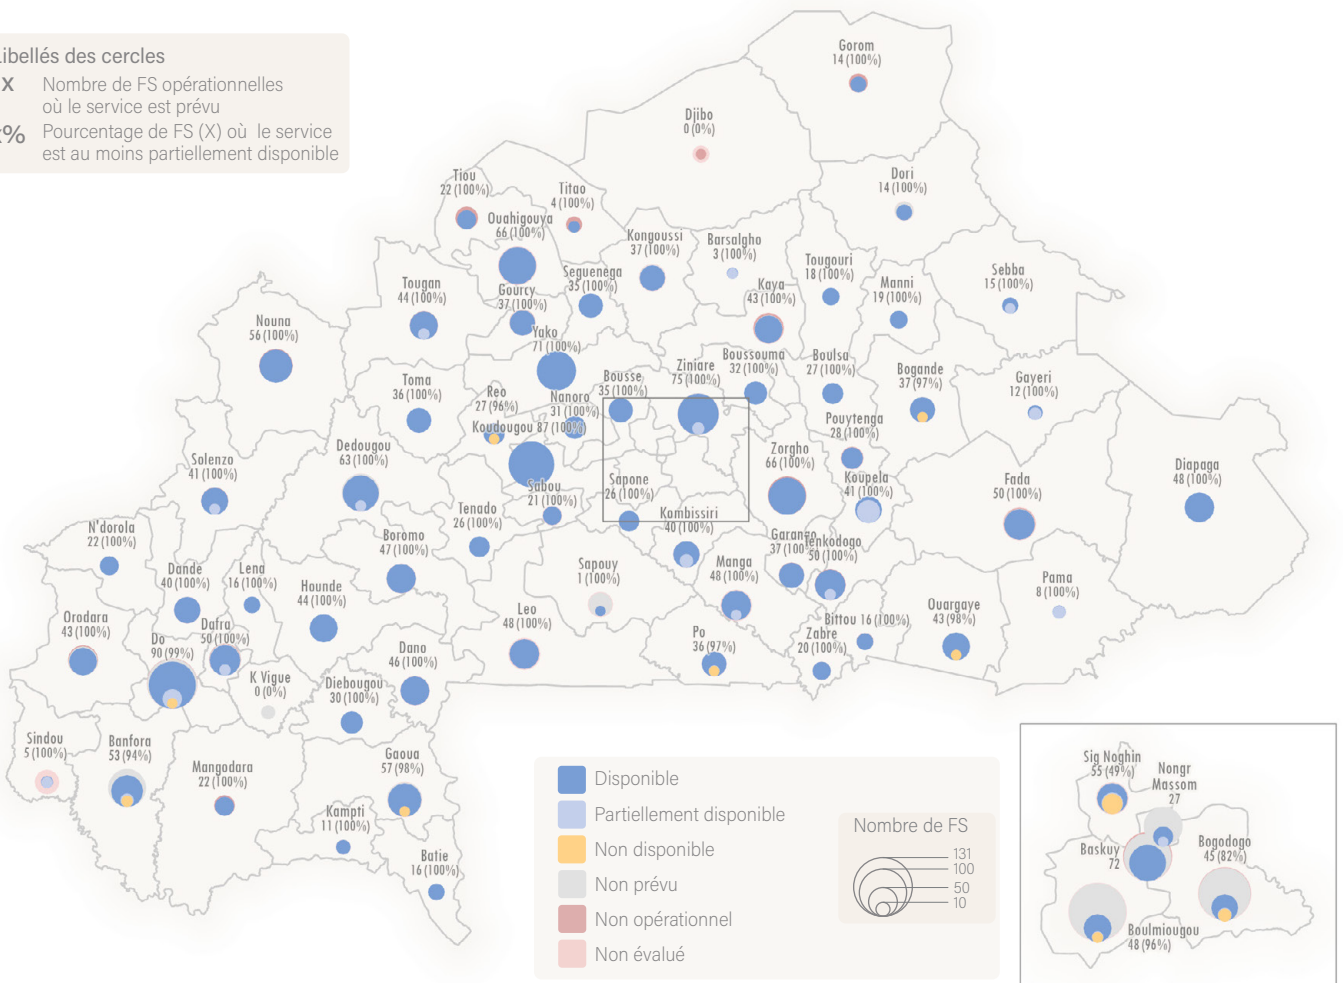 Libellés des cercles
X Nombre de FS opérationnelles
où le service est prévu
% Pourcentage de FS (X) où le service
est au moins partiellement disponible
Gorom
14 (100%)
Djibo
0 (0%)
Dori
14 (100%)
Tiou
22 (100%)
Titao
4 (100%)
Ouahigouya
66 (100%)
Kongoussi
37 (100%)
Barsalgho
3 (100%)
Tougouri
18 (100%)
Sebba
15 (100%)
Seguenega
35 (100%)
Kaya
43 (100%)
Manni
19 (100%)
Tougan
44 (100%)
Gourcy
37 (100%)
Nouna
56 (100%)
Yako
71 (100%)
Boussouma
32 (100%)
Boulsa
27 (100%)
Ziniare
75 (100%)
Bogande
37 (97%)
Gayeri
12 (100%)
Toma
36 (100%)
Bousse
35 (100%)
Reo
27 (96%)
Nanoro
31 (100%)
Koudougou 87 (100%)
Pouytenga
28 (100%)
Dedougou
63 (100%)
Zorgho
66 (100%)
Solenzo
41 (100%)
Diapaga
48 (100%)
Sabou
21 (100%)
Sapone
26 (100%)
Koupela
41 (100%)
Fada
50 (100%)
Tenado
26 (100%)
Kombissiri
40 (100%)
N'dorola
22 (100%)
Boromo
47 (100%)
Garango
37 (100%)
Tenkodogo
50 (100%)
Dande
40 (100%)
Lena
16 (100%)
Hounde
44 (100%)
Sapouy
1 (100%)
Manga
48 (100%)
Pama
8 (100%)
Orodara
43 (100%)
Leo
48 (100%)
Ouargaye
43 (98%)
Dafra
50 (100%)
Bittou 16 (100%)
Do
90 (99%)
Po
36 (97%)
Zabre
20 (100%)
Dano
46 (100%)
K Vigue
0 (0%)
Diebougou
30 (100%)
Sindou
5 (100%)
Banfora
53 (94%)
Mangodara
22 (100%)
Gaoua
57 (98%)
Kampti
11 (100%)
Batie
16 (100%)
Disponible
Partiellement disponible
Non disponible
Non prévu
Non opérationnel
Non évalué
Nombre de FS
131
100
50
10
Sig Noghin
55 (49%)
Nongr
Massom
27
Baskuy
72
Bogodogo
45 (82%)
Boulmiougou
48 (96%)